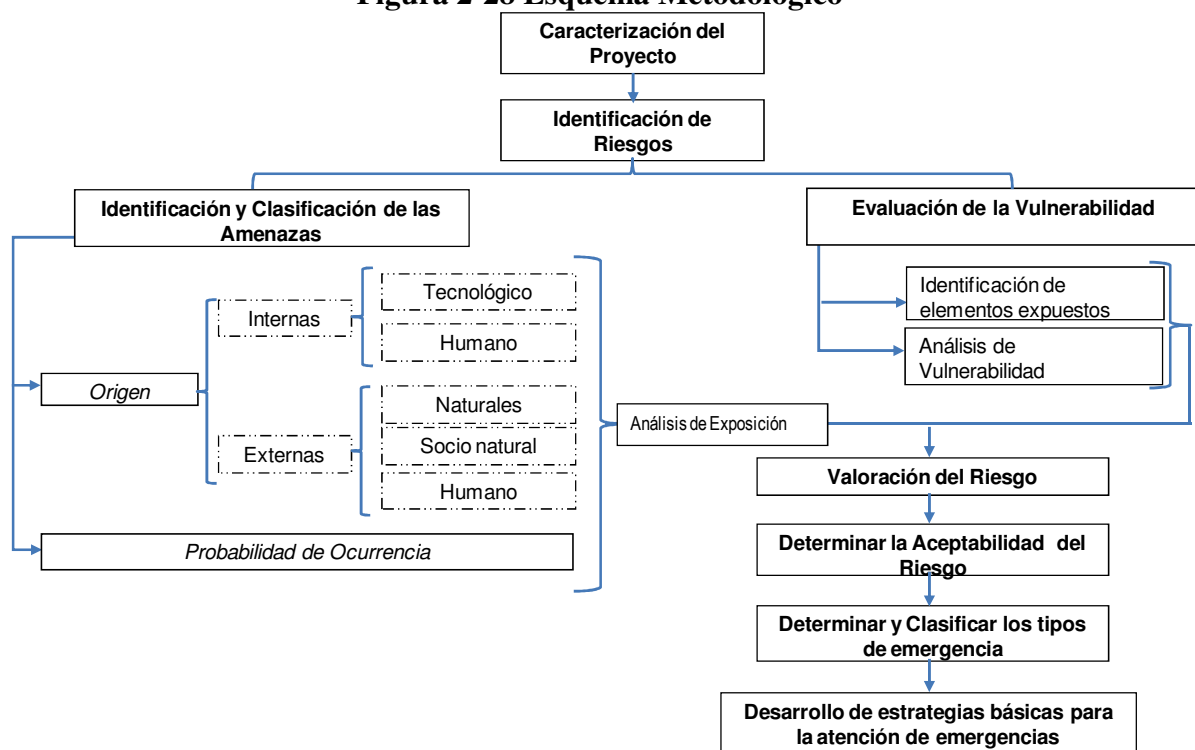 Figura 2-28 Esquema Metodológico
Caracterización del
Proyecto
Identificación de
Riesgos
Identificación y Clasificación de las
Amenazas
Evaluación de la Vulnerabilidad
Identificación de
elementos expuestos
Análisis de
Vulnerabilidad
Origen
Internas
Tecnológico
Humano
Externas
Naturales
Socio natural
Humano
Probabilidad de Ocurrencia
Análisis de Exposición
Valoración del Riesgo
Determinar la Aceptabilidad del
Riesgo
Determinar y Clasificar los tipos
de emergencia
Desarrollo de estrategias básicas para
la atención de emergencias